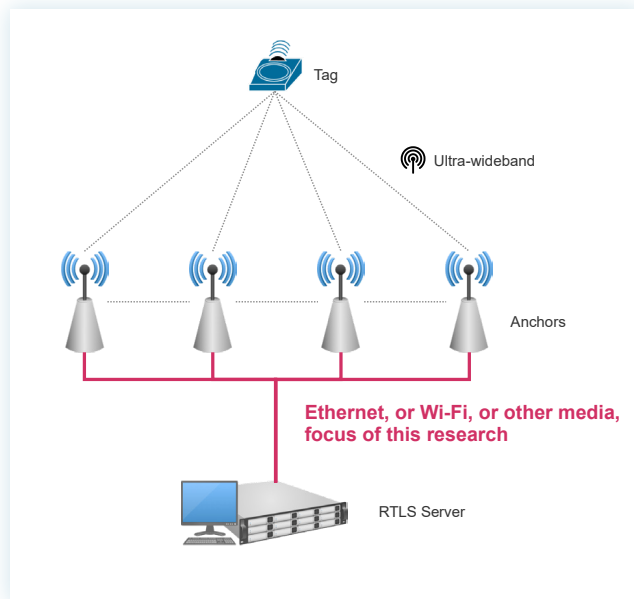 Tag
Ultra-wideband
Anchors
Ethernet, or Wi-Fi, or other media,
focus of this research
RTLS Server